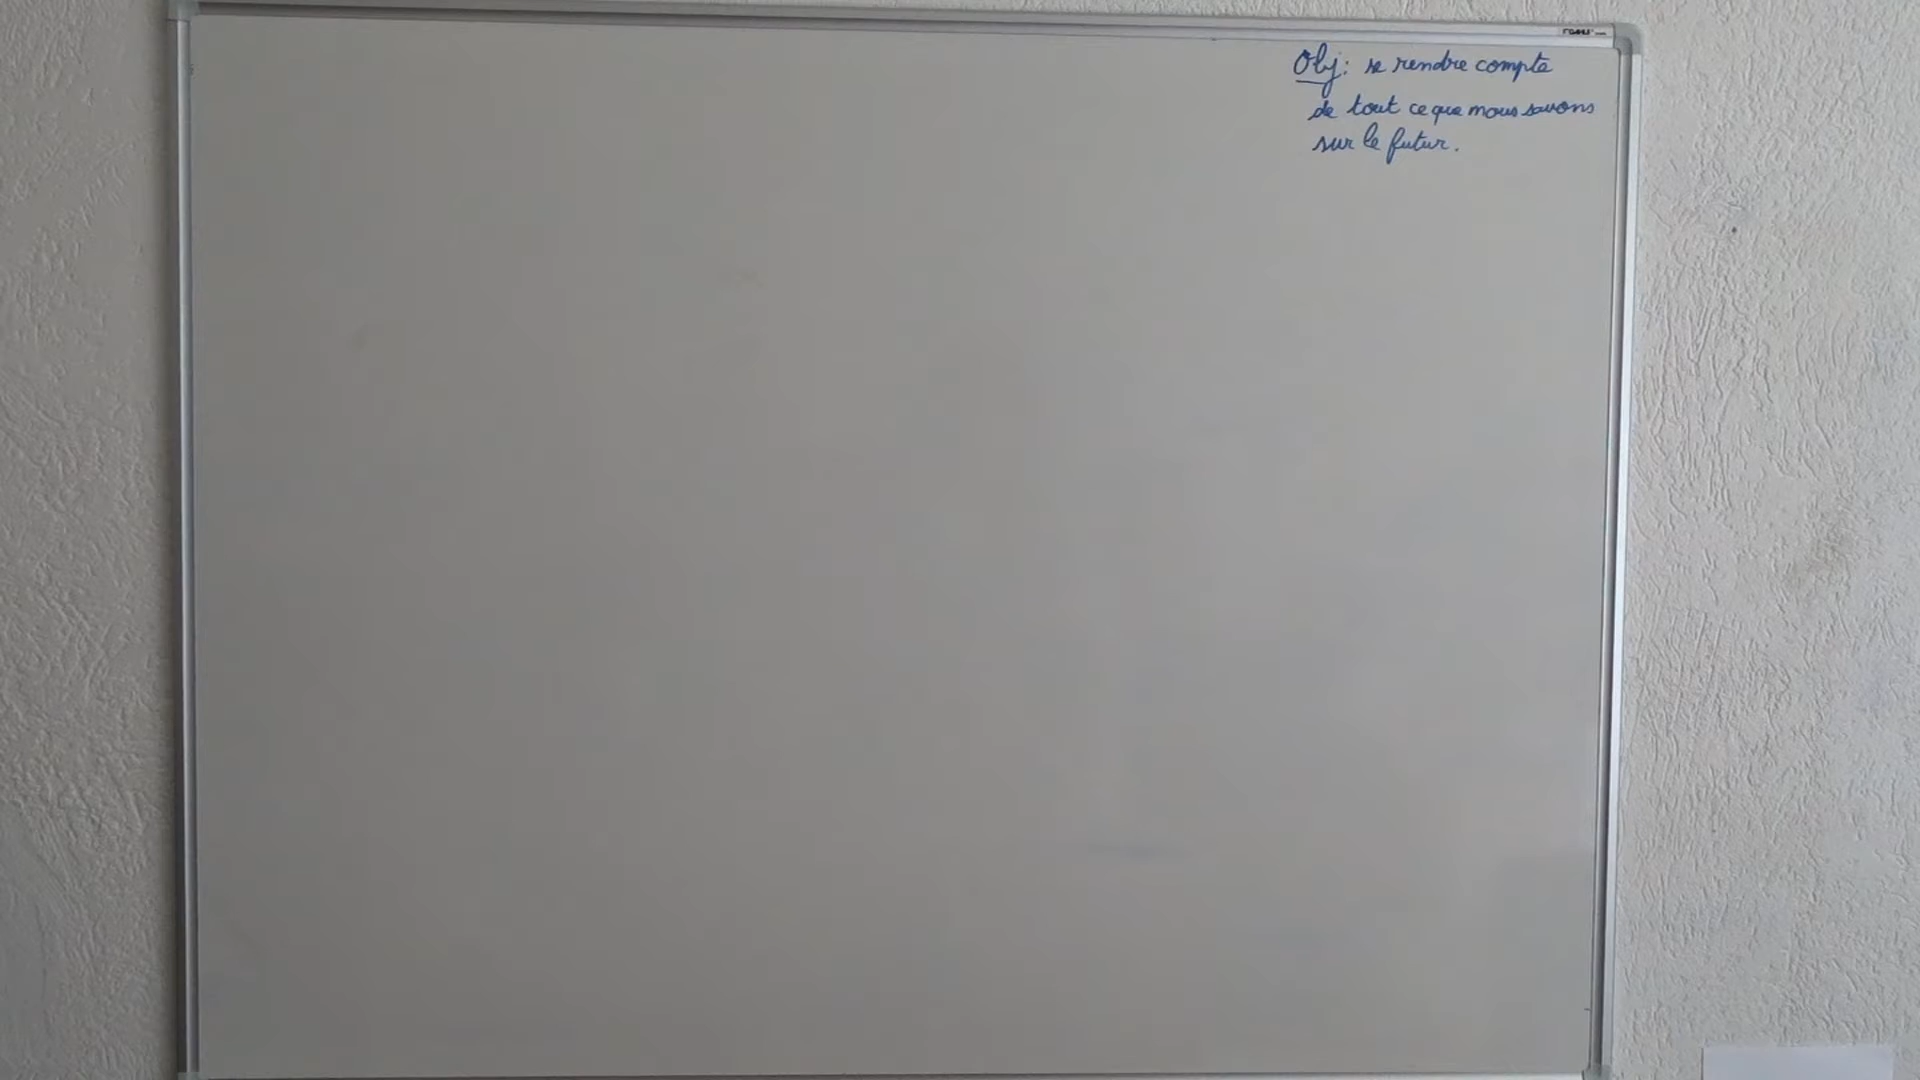 Obj: se rendre compte
de tout ce que nous savons
sur le futur.